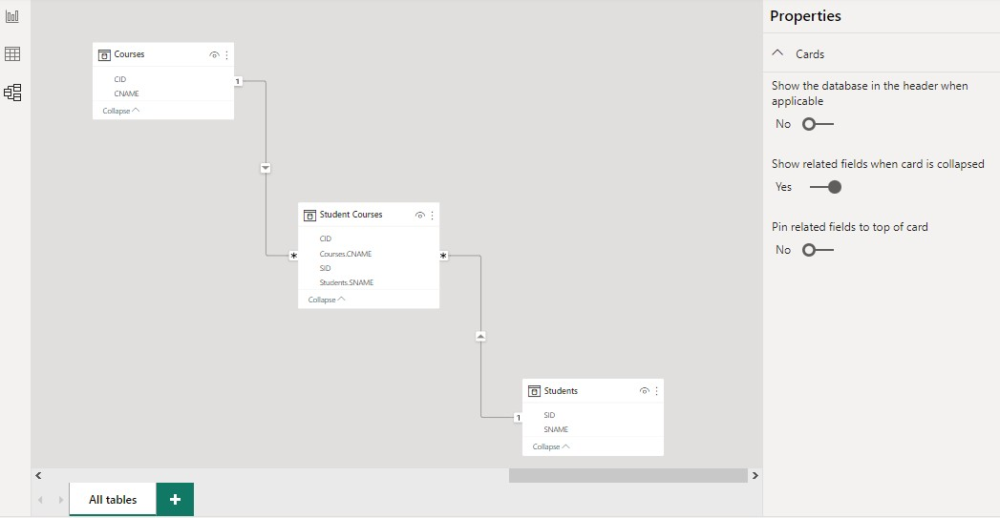 Properties
Cards
Show the database in the header when
applicable
No
Show related fields when card is collapsed
Yes
Pin related fields to top of card
No
Courses
CID
CNAME
Collapse
1
Student Courses
CID
Courses.CNAME
SID
Students.SNAME
Collapse
*
*
Students
SID
SNAME
Collapse
1
All tables